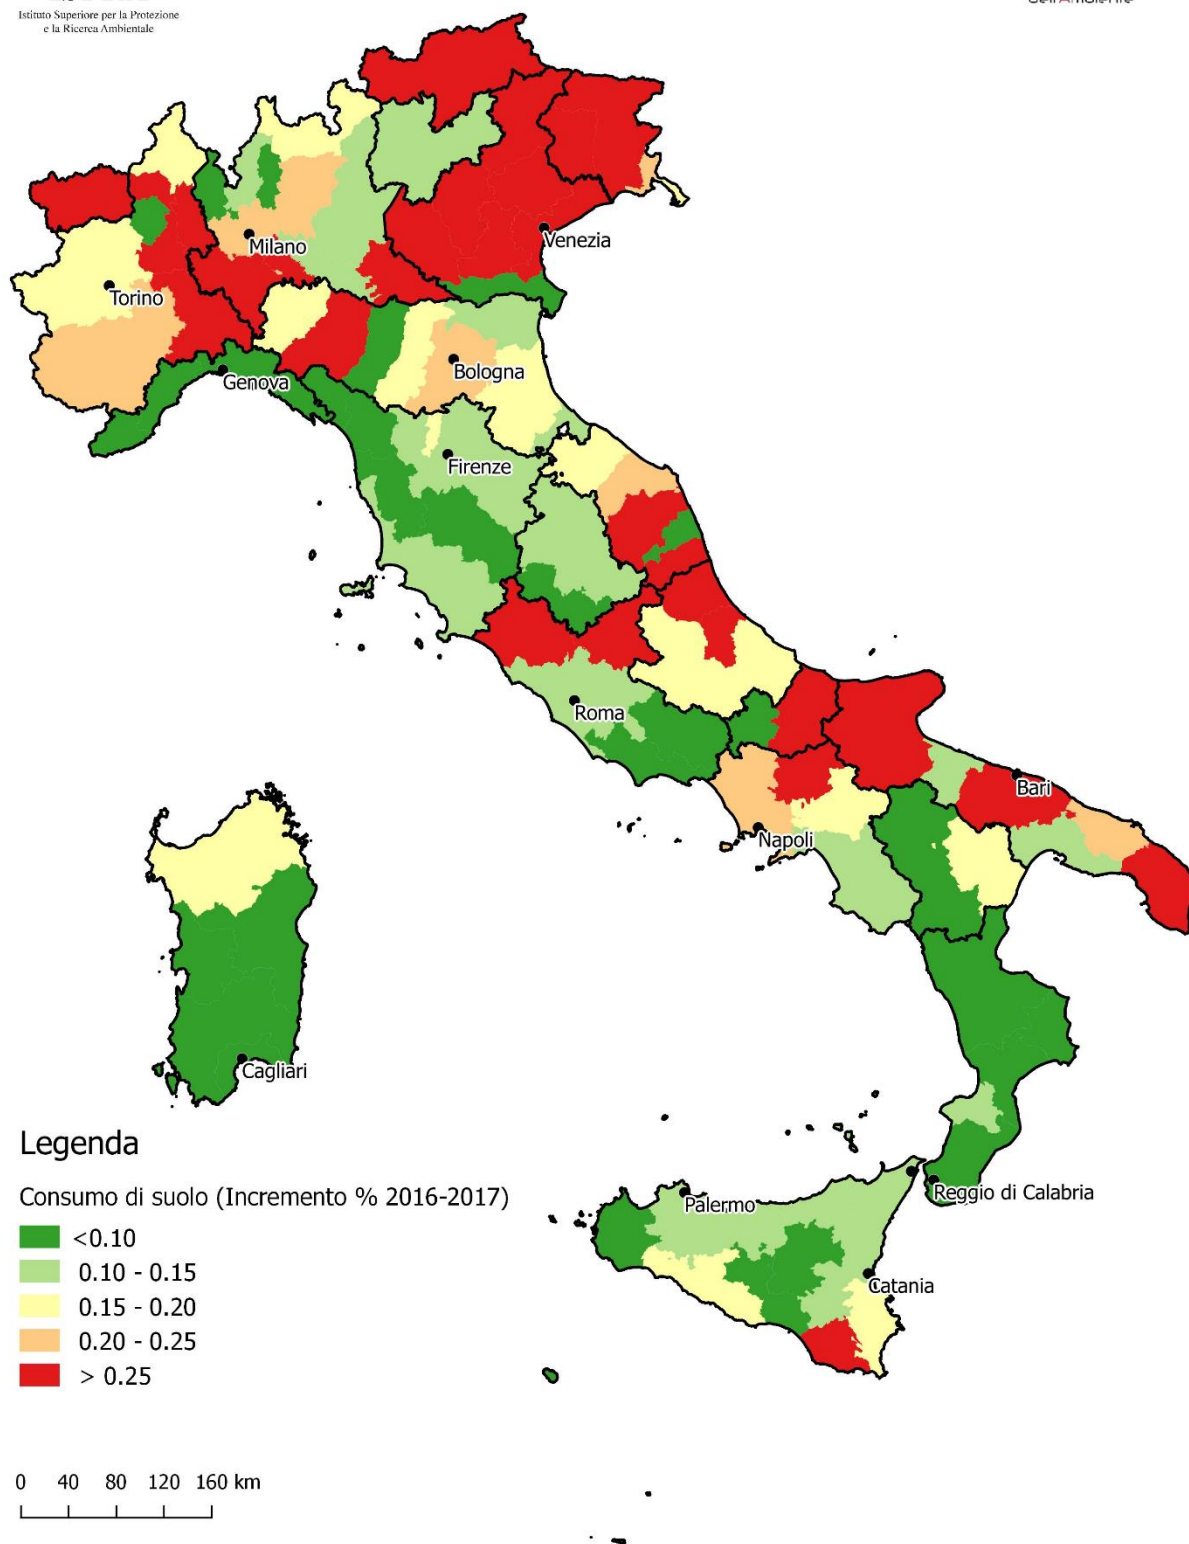 Istituto Superiore per la Protezione
e la Ricerca Ambientale
Milano
Venezia
Torino
Genova
Bologna
Firenze
Roma
Napoli
Bari
Cagliari
Legenda
Consumo di suolo (Incremento % 2016-2017)
<0.10
0.10 - 0.15
0.15 - 0.20
0.20 - 0.25
> 0.25
Palermo
Reggio di Calabria
Catania
0 40 80 120 160 km